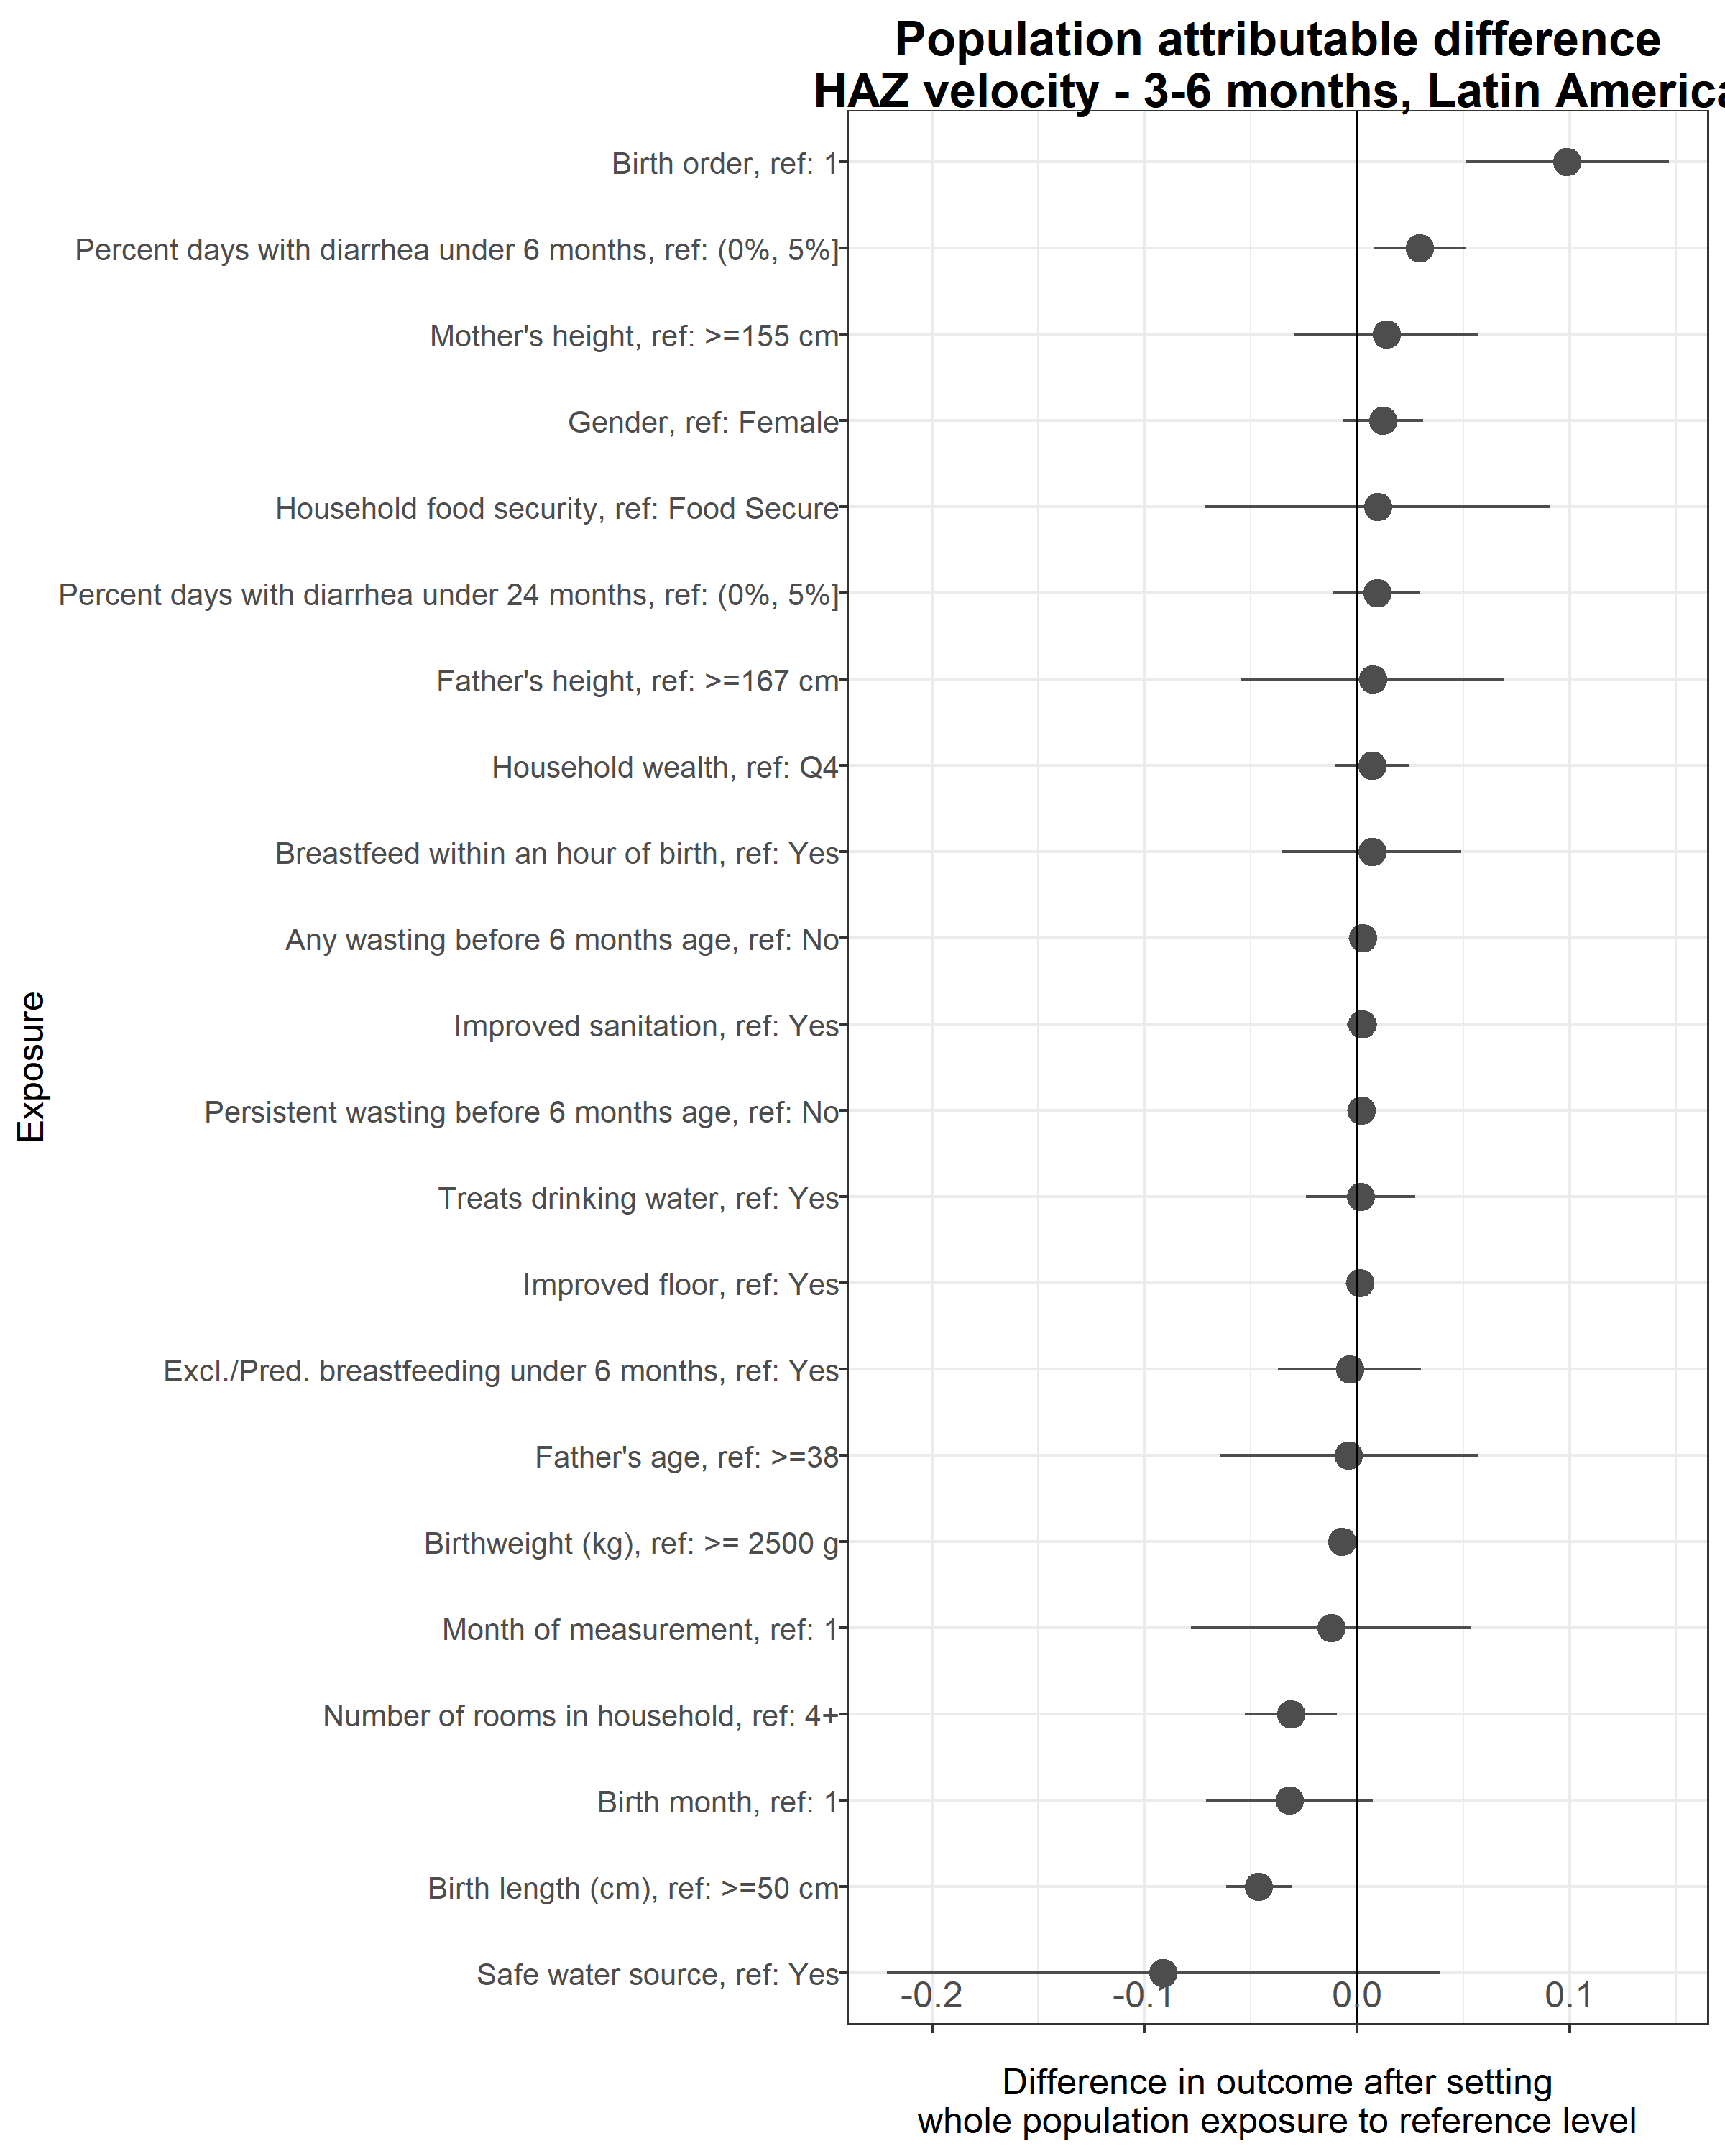 Population attributable difference
HAZ velocity - 3-6 months, Latin America
Birth order, ref: 1
Percent days with diarrhea under 6 months, ref: (0%, 5%]
Mother's height, ref: >=155 cm
Gender, ref: Female
Household food security, ref: Food Secure
Percent days with diarrhea under 24 months, ref: (0%, 5%]
Father's height, ref: >=167 cm
Household wealth, ref: Q4
Breastfeed within an hour of birth, ref: Yes
Any wasting before 6 months age, ref: No
Improved sanitation, ref: Yes
Persistent wasting before 6 months age, ref: No
Treats drinking water, ref: Yes
Improved floor, ref: Yes
Excl./Pred. breastfeeding under 6 months, ref: Yes
Father's age, ref: >=38
Birthweight (kg), ref: >= 2500 g
Month of measurement, ref: 1
Number of rooms in household, ref: 4+
Birth month, ref: 1
Birth length (cm), ref: >=50 cm
Safe water source, ref: Yes
Exposure
-0.2 -0.1 0.0 0.1
Difference in outcome after setting
whole population exposure to reference level